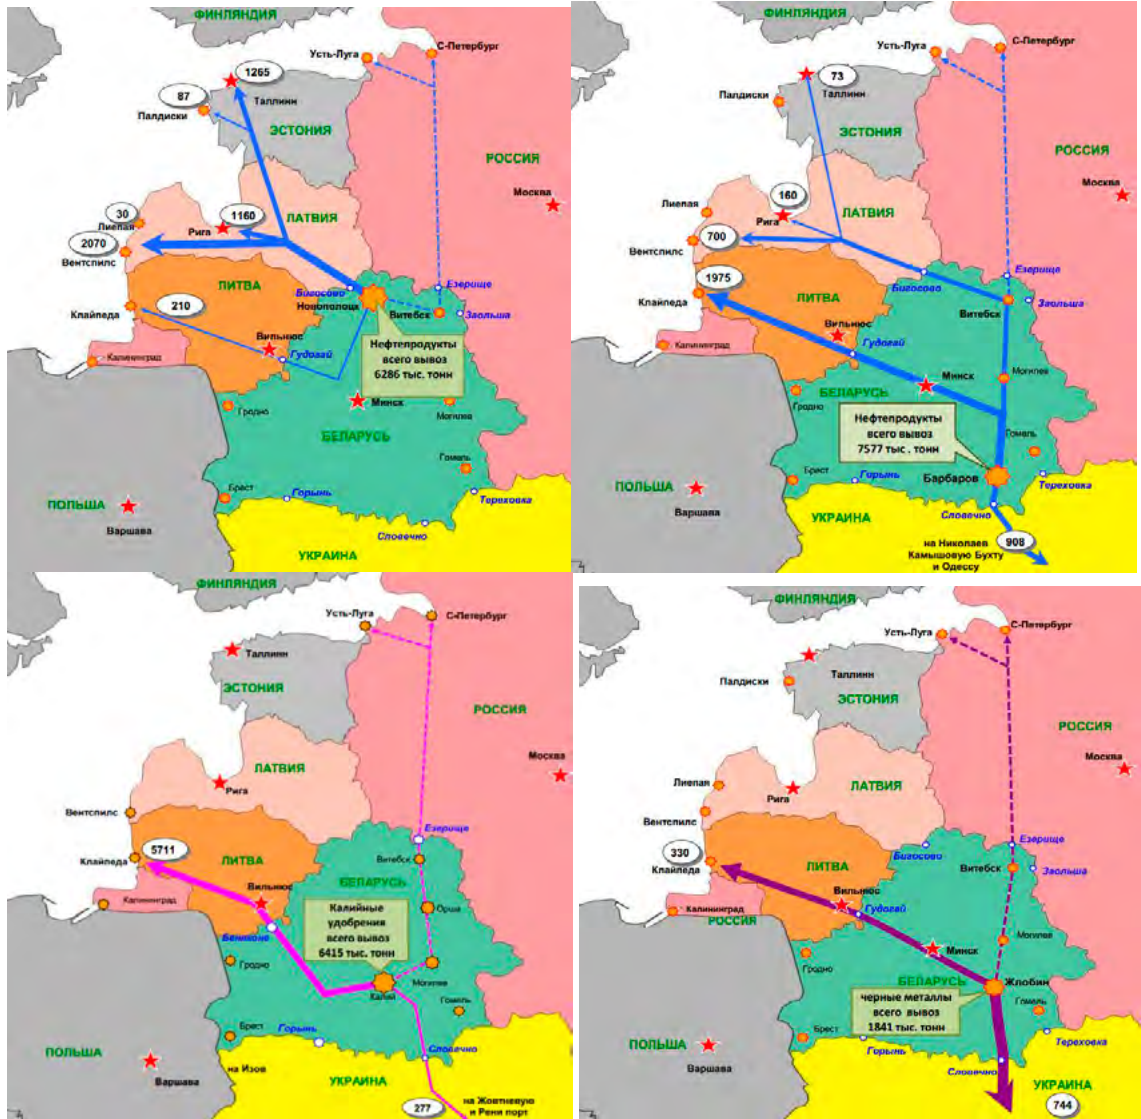 ФИНЛЯНДИЯ
Усть-Луга
С-Петербург
1265
87
Таллинн
Палдиски
ЭСТОНИЯ
РОССИЯ
Москва
30
1160
ЛАТВИЯ
Лиепая
Рига
2070
Вентспилс
ЛИТВА
Бигосово
Езерище
210
Новополоцк
Клайпеда
Витебск
Заольша
Вильнюс
Гудогай
Калининград
Нефтепродукты
всего вывоз
6286 тыс. тонн
Минск
Гродно
Могилев
БЕЛАРУСЬ
Гомель
Брест
Горынь
Тереховка
ПОЛЬША
Варшава
Словечно
УКРАИНА
ФИНЛЯНДИЯ
Усть-Луга
С-Петербург
73
Таллинн
Палдиски
ЭСТОНИЯ
РОССИЯ
Москва
160
Лиепая
ЛАТВИЯ
Рига
700
Вентспилс
Езерище
1975
Бигосово
ЛИТВА
Заольша
Клайпеда
Витебск
Вильнюс
Гудогай
Калининград
Минск
Могилев
БЕЛАРУСЬ
Гродно
Нефтепродукты
всего вывоз
7577 тыс. тонн
Гомель
Брест
Горынь
Барбаров
Тереховка
ПОЛЬША
Варшава
Словечно
УКРАИНА
908
на Николаев
Камышовую Бухту
и Одессу
ФИНЛЯНДИЯ
Усть-Луга
С-Петербург
Таллинн
ЭСТОНИЯ
РОССИЯ
Москва
ЛАТВИЯ
Рига
Вентспилс
Езерище
5711
Клайпеда
ЛИТВА
Витебск
БЕЛАРУСЬ
Вильнюс
Калининград
Калийные
удобрения
всего вывоз
6415 тыс. тонн
Орша
Беняконе
Гродно
Могилев
Калий
Гомель
Брест
Горынь
Словечно
ПОЛЬША
на Изов
Варшава
УКРАИНА
277
на Жовтневую
и Рени порт
ФИНЛЯНДИЯ
Усть-Луга
С-Петербург
Таллинн
Палдиски
ЭСТОНИЯ
РОССИЯ
Москва
Лиепая
ЛАТВИЯ
Рига
Вентспилс
Езерище
330
Бигосово
ЛИТВА
Клайпеда
Витебск
Заольша
Вильнюс
Калининград
Гудогай
РОССИЯ
Могилев
Минск
Гродно
БЕЛАРУСЬ
Жлобин
черные металлы
всего вывоз
1841 тыс. тонн
Гомель
Брест
Горынь
Тереховка
ПОЛЬША
Варшава
Словечно
УКРАИНА
744